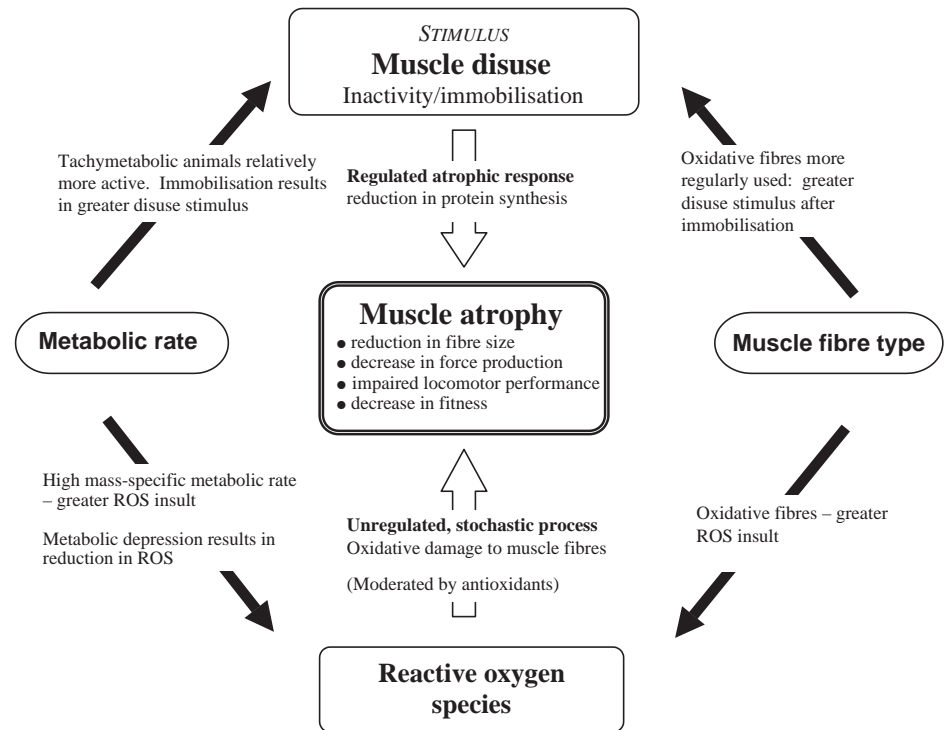 STIMULUS
Muscle disuse
Inactivity/immobilisation
Tachymetabolic animals relatively
more active. Immobilisation results
in greater disuse stimulus
Regulated atrophic response
reduction in protein synthesis
Oxidative fibres more
regularly used: greater
disuse stimulus after
immobilisation
Metabolic rate
Muscle atrophy
● reduction in fibre size
● decrease in force production
● impaired locomotor performance
● decrease in fitness
Muscle fibre type
High mass-specific metabolic rate
– greater ROS insult
Metabolic depression results in
reduction in ROS
Unregulated, stochastic process
Oxidative damage to muscle fibres
(Moderated by antioxidants)
Oxidative fibres – greater
ROS insult
Reactive oxygen
species